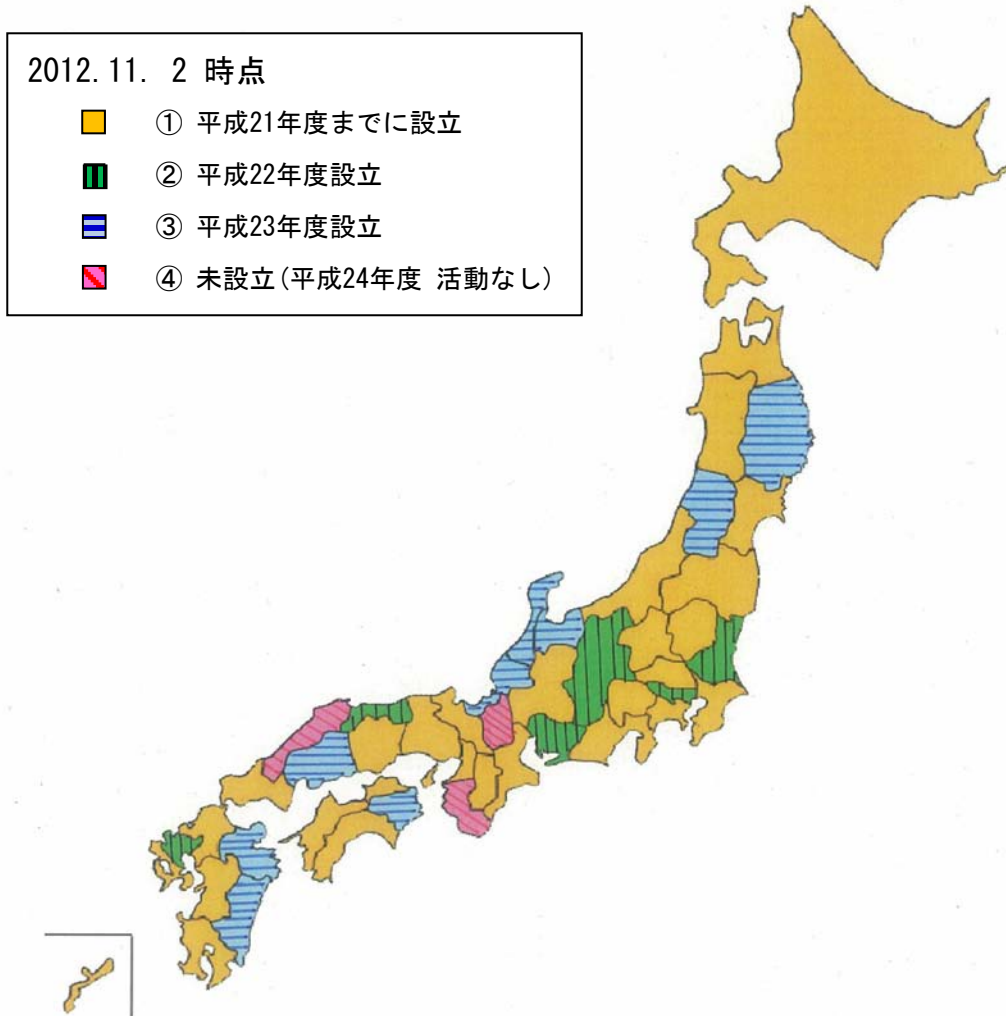 2012.11. 2 時点
① 平成21年度までに設立
② 平成22年度設立
③ 平成23年度設立
④ 未設立(平成24年度 活動なし)